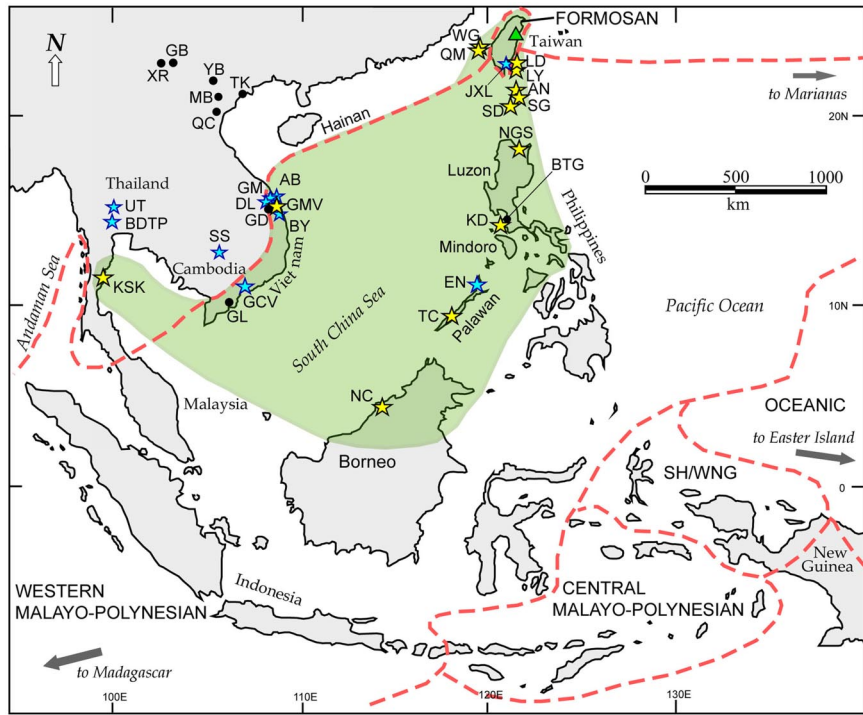 FORMOSAN
WG
QM
Taiwan
N
GB
XR
YB
TK
MB
QC
LD
LY
JXL
AN
SD
SG
to Marianas
20N
Hainan
NGS
Luzon
BTG
0 500 1000
km
Thailand
UT
BDTP
GM
AB
DL
GMV
GD
BY
SS
Cambodia
Viet nam
KD
Mindoro
Philippines
Andaman Sea
KSK
GCV
GL
EN
TC
Palawan
South China Sea
Pacific Ocean
10N
NC
Malaysia
Borneo
OCEANIC
to Easter Island
SH/WNG
0
New
Guinea
WESTERN
MALAYO-POLYNESIAN
Indonesia
CENTRAL
MALAYO-POLYNESIAN
to Madagascar
100E
110E
120E
130E